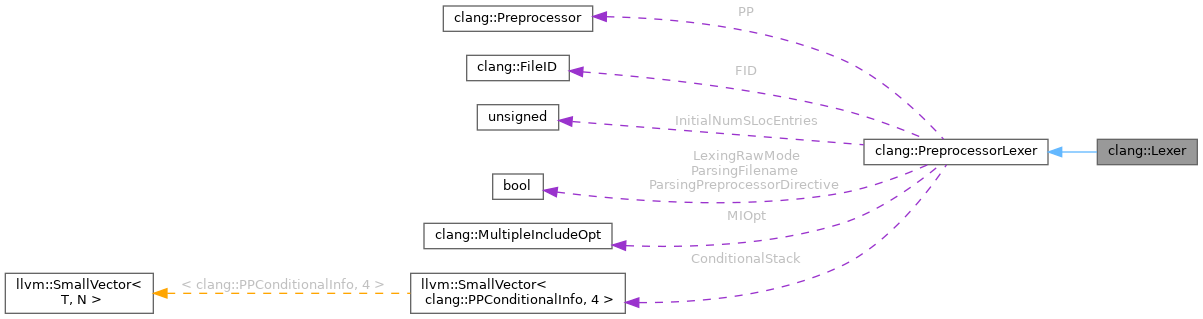 clang::Preprocessor
PP
clang::FileID
FID
unsigned
InitialNumSLocEntries
clang::PreprocessorLexer
clang::Lexer
LexingRawMode
ParsingFilename
ParsingPreprocessorDirective
bool
MIOpt
clang::MultipleIncludeOpt
ConditionalStack
llvm::SmallVector<
T, N >
< clang::PPConditionalInfo, 4 >
llvm::SmallVector<
clang::PPConditionalInfo, 4 >